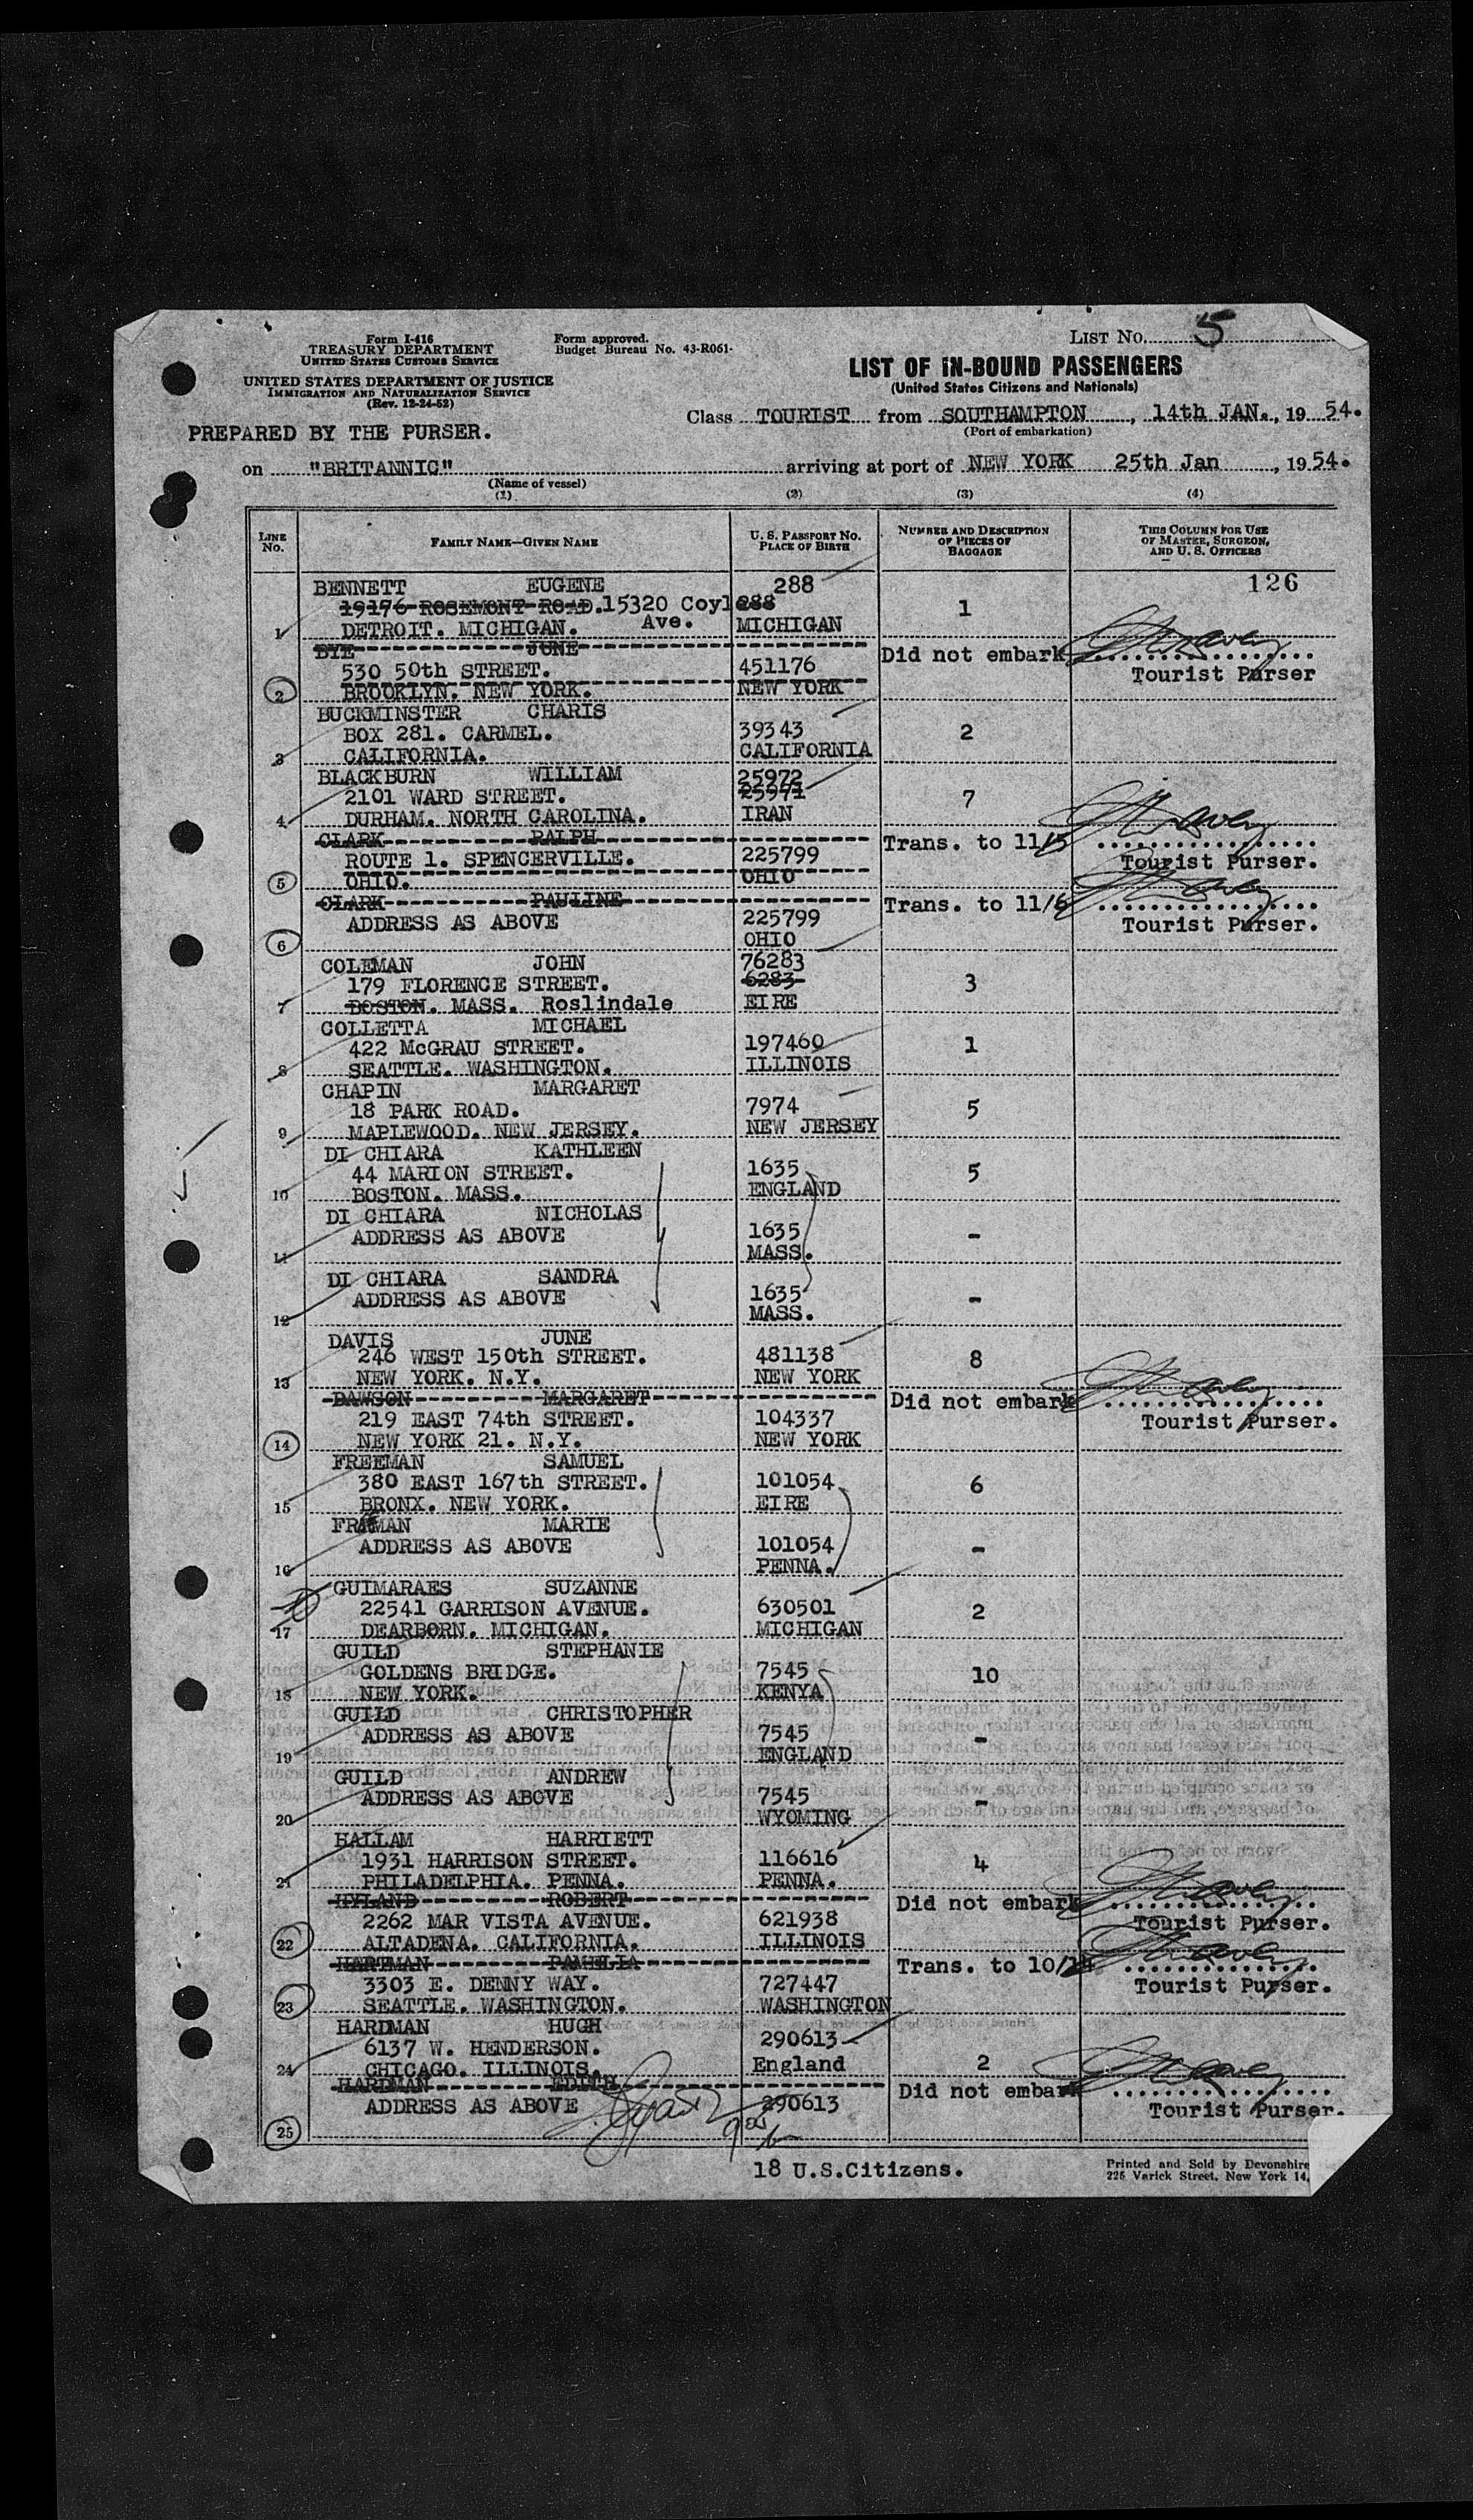 Form I-416
TREASURY DEPARTMENT
UNITED STATES CUSTOMS SERVICE
UNITED STATES DEPARTMENT OF JUSTICE
IMMIGRATION AND NATURALIZATION SERVICE
(Rev. 12-24-52)
PREPARED BY THE PURSER.
Form approved.
Budget Bureau No. 43-R061-
LIST NO. 5
LIST OF IN-BOUND PASSENGERS
(United States Citizens and Nationals)
Class TOURIST from SOUTHAMPTON, 14th JAN., 19 54.
(Port of embarkation)
on "BRITANNIC" arriving at port of NEW YORK 25th Jan, 19 54.
(Name of vessel)
(1) (2) (3) (4)
LINE NO. FAMILY NAME—GIVEN NAME U. S. PASSPORT NO. PLACE OF BIRTH NUMBER AND DESCRIPTION OF PIECES OF BAGGAGE THIS COLUMN FOR USE OF MASTER, SURGEON, AND U. S. OFFICERS
126
BENNETT EUGENE 288
19176 ROSEMONT ROAD. 15320 Coyle 288 1
1 DETROIT. MICHIGAN. Ave. MICHIGAN
BYE JUNE Did not embark
530 50th STREET. 451176 Tourist Purser
2 BROOKLYN. NEW YORK. NEW YORK
BUCKMINSTER CHARIS
BOX 281. CARMEL. 39343 2
3 CALIFORNIA. CALIFORNIA
BLACKBURN WILLIAM 25972
2101 WARD STREET. 25971 7
4 DURHAM. NORTH CAROLINA. IRAN
CLARK RALPH Trans. to 11/5
ROUTE 1. SPENCERVILLE. 225799 Tourist Purser.
5 OHIO. OHIO
CLARK PAULINE Trans. to 11/6
ADDRESS AS ABOVE 225799 Tourist Purser.
6 OHIO
COLEMAN JOHN 76283
179 FLORENCE STREET. 6283 3
7 BOSTON. MASS. Roslindale EIRE
COLLETTA MICHAEL
422 McGRAU STREET. 197460 1
8 SEATTLE. WASHINGTON. ILLINOIS
CHAPIN MARGARET
18 PARK ROAD. 7974 5
9 MAPLEWOOD. NEW JERSEY. NEW JERSEY
DI CHIARA KATHLEEN
44 MARION STREET. 1635 5
10 BOSTON. MASS. ENGLAND
DI CHIARA NICHOLAS
ADDRESS AS ABOVE 1635 -
11 MASS.
DI CHIARA SANDRA
ADDRESS AS ABOVE 1635 -
12 MASS.
DAVIS JUNE
246 WEST 150th STREET. 481138 8
13 NEW YORK. N.Y. NEW YORK
DAWSON MARGARET Did not embark
219 EAST 74th STREET. 104337 Tourist Purser.
14 NEW YORK 21. N.Y. NEW YORK
FREEMAN SAMUEL
380 EAST 167th STREET. 101054 6
15 BRONX. NEW YORK. EIRE
MARIE
ADDRESS AS ABOVE 101054 -
16 PENNA.
GUIMARAES SUZANNE
22541 GARRISON AVENUE. 630501 2
17 DEARBORN. MICHIGAN. MICHIGAN
GUILD STEPHANIE
GOLDENS BRIDGE. 7545 10
18 NEW YORK. KENYA
GUILD CHRISTOPHER
ADDRESS AS ABOVE 7545 -
19 ENGLAND
GUILD ANDREW
ADDRESS AS ABOVE 7545 -
20 WYOMING
HALLAM HARRIETT
1931 HARRISON STREET. 116616 4
21 PHILADELPHIA. PENNA. PENNA.
HYLAND ROBERT Did not embark
2262 MAR VISTA AVENUE. 621938 Tourist Purser.
22 ALTADENA. CALIFORNIA. ILLINOIS
HARTMAN PAMELIA Trans. to 10/
3303 E. DENNY WAY. 727447 Tourist Purser.
23 SEATTLE. WASHINGTON. WASHINGTON
HARDMAN HUGH
6137 W. HENDERSON. 290613
24 CHICAGO. ILLINOIS. England 2
HARDMAN EDITH Did not embark
ADDRESS AS ABOVE 290613 Tourist Purser.
25
18 U.S.Citizens.
Printed and Sold by Devonshire
225 Varick Street, New York 14,